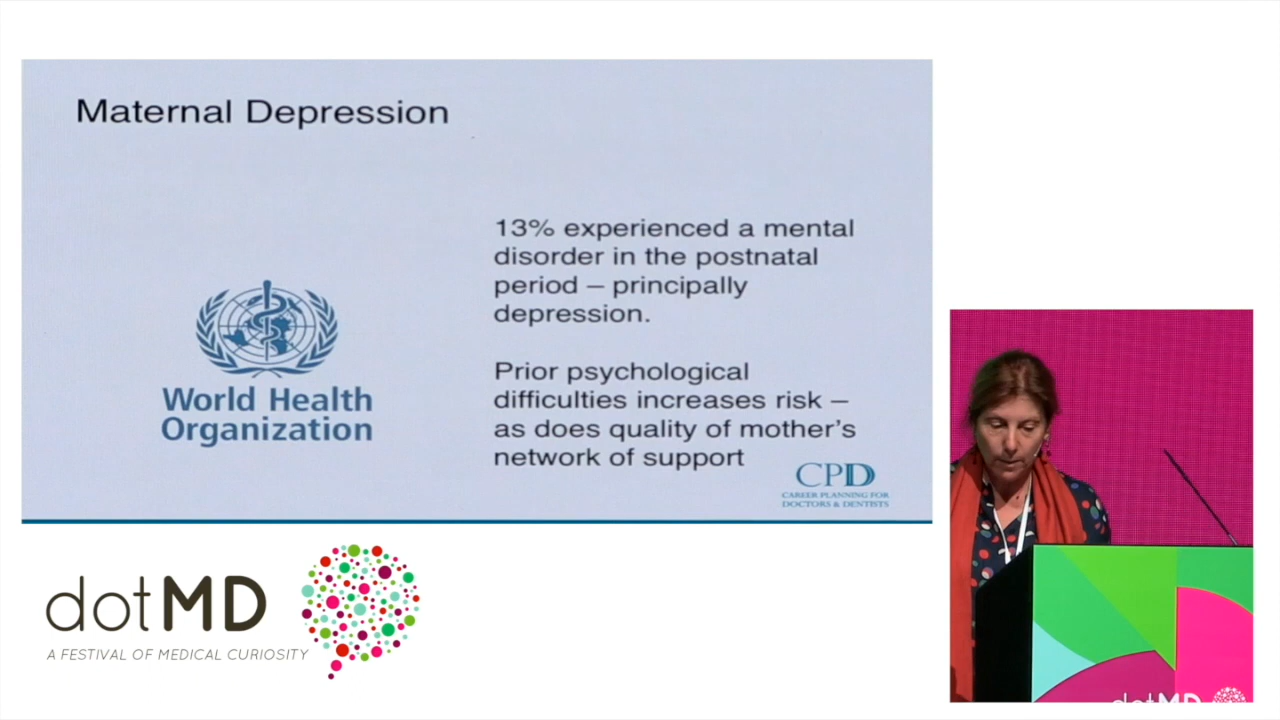 Maternal Depression
13% experienced a mental
disorder in the postnatal
period – principally
depression.
Prior psychological
difficulties increases risk –
as does quality of mother's
network of support
World Health
Organization
CPDD
CAREER PLANNING FOR
DOCTORS & DENTISTS
dotMD
A FESTIVAL OF MEDICAL CURIOSITY
dotMD